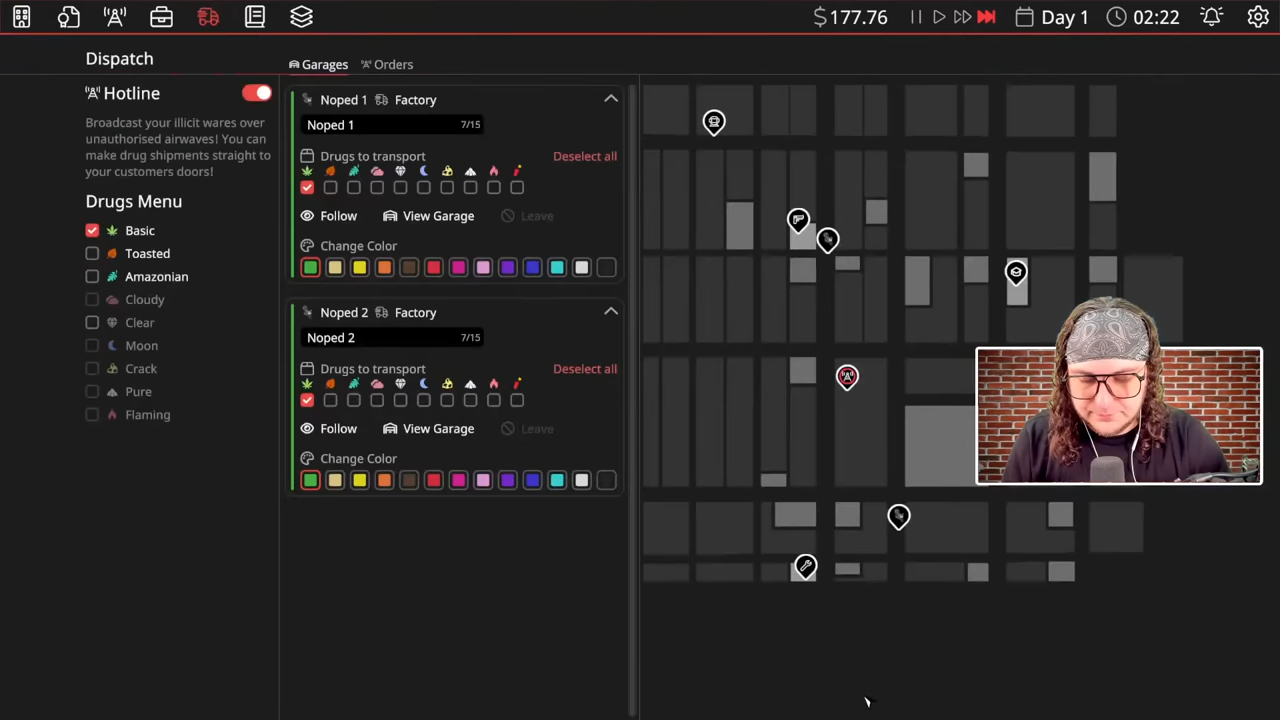 $177.76
Day 1
02:22
Dispatch
Garages
Orders
Hotline
Broadcast your illicit wares over
unauthorised airwaves! You can
make drug shipments straight to
your customers doors!
Drugs Menu
Basic
Toasted
Amazonian
Cloudy
Clear
Moon
Crack
Pure
Flaming
Noped 1 Factory
Noped 1 7/15
Drugs to transport Deselect all
Follow View Garage Leave
Change Color
Noped 2 Factory
Noped 2 7/15
Drugs to transport Deselect all
Follow View Garage Leave
Change Color